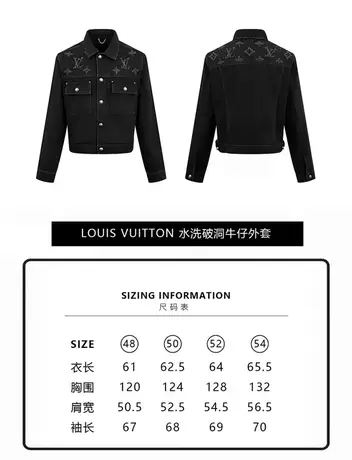 LOUIS VUITTON 水洗破洞牛仔外套
SIZING INFORMATION
尺码表
SIZE 48 50 52 54
衣长 61 62.5 64 65.5
胸围 120 124 128 132
肩宽 50.5 52.5 54.5 56.5
袖长 67 68 69 70